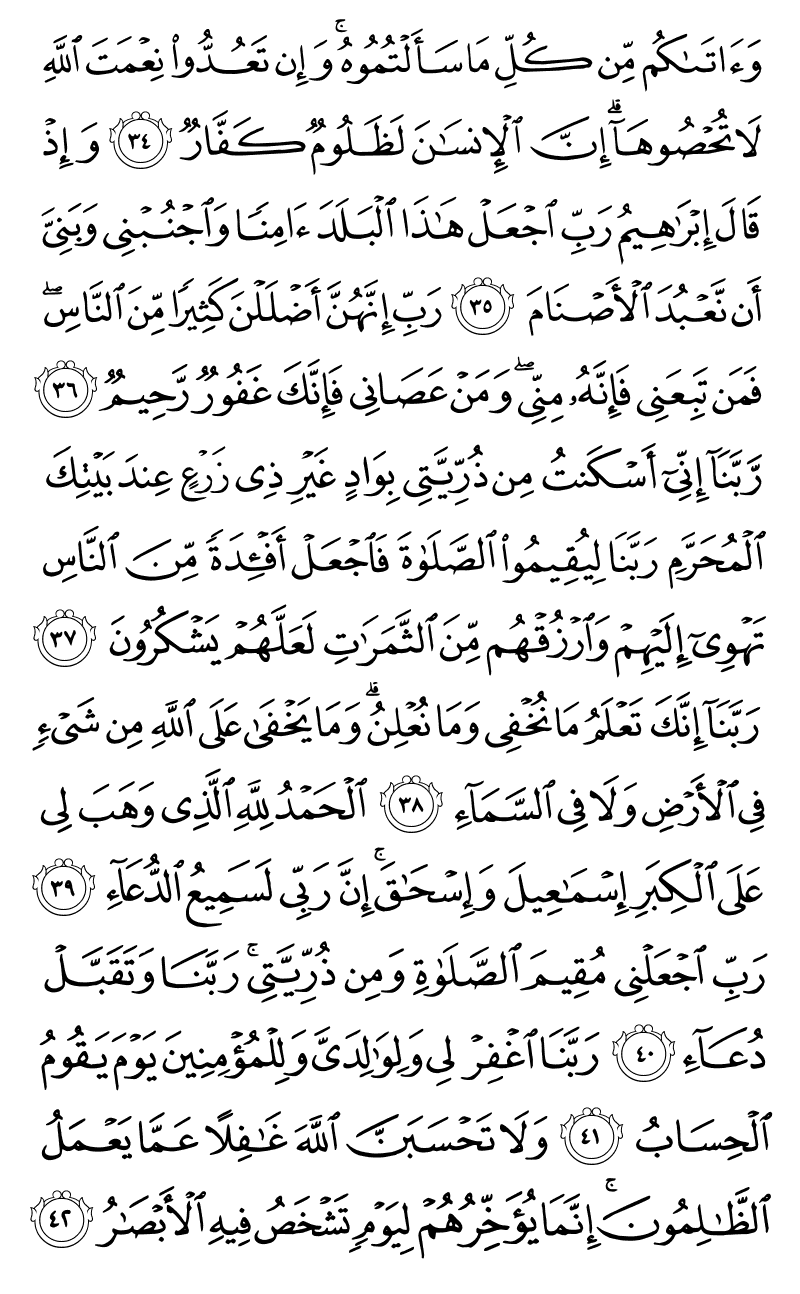 وَءَاتَىٰكُم مِّن كُلِّ مَا سَأَلْتُمُوهُ ۚ وَإِن تَعُدُّوا۟ نِعْمَتَ ٱللَّهِ
لَا تُحْصُوهَآ ۗ إِنَّ ٱلْإِنسَـٰنَ لَظَلُومٌ كَفَّارٌ ٣٤ وَإِذْ
قَالَ إِبْرَٰهِيمُ رَبِّ ٱجْعَلْ هَـٰذَا ٱلْبَلَدَ ءَامِنًا وَٱجْنُبْنِى وَبَنِىَّ
أَن نَّعْبُدَ ٱلْأَصْنَامَ ٣٥ رَبِّ إِنَّهُنَّ أَضْلَلْنَ كَثِيرًا مِّنَ ٱلنَّاسِ ۖ
فَمَن تَبِعَنِى فَإِنَّهُۥ مِنِّى ۖ وَمَنْ عَصَانِى فَإِنَّكَ غَفُورٌ رَّحِيمٌ ٣٦
رَّبَّنَآ إِنِّىٓ أَسْكَنتُ مِن ذُرِّيَّتِى بِوَادٍ غَيْرِ ذِى زَرْعٍ عِندَ بَيْتِكَ
ٱلْمُحَرَّمِ رَبَّنَا لِيُقِيمُوا۟ ٱلصَّلَوٰةَ فَٱجْعَلْ أَفْـِٔدَةً مِّنَ ٱلنَّاسِ
تَهْوِىٓ إِلَيْهِمْ وَٱرْزُقْهُم مِّنَ ٱلثَّمَرَٰتِ لَعَلَّهُمْ يَشْكُرُونَ ٣٧
رَبَّنَآ إِنَّكَ تَعْلَمُ مَا نُخْفِى وَمَا نُعْلِنُ ۗ وَمَا يَخْفَىٰ عَلَى ٱللَّهِ مِن شَىْءٍ
فِى ٱلْأَرْضِ وَلَا فِى ٱلسَّمَآءِ ٣٨ ٱلْحَمْدُ لِلَّهِ ٱلَّذِى وَهَبَ لِى
عَلَى ٱلْكِبَرِ إِسْمَـٰعِيلَ وَإِسْحَـٰقَ ۚ إِنَّ رَبِّى لَسَمِيعُ ٱلدُّعَآءِ ٣٩
رَبِّ ٱجْعَلْنِى مُقِيمَ ٱلصَّلَوٰةِ وَمِن ذُرِّيَّتِى ۚ رَبَّنَا وَتَقَبَّلْ
دُعَآءِ ٤٠ رَبَّنَا ٱغْفِرْ لِى وَلِوَٰلِدَىَّ وَلِلْمُؤْمِنِينَ يَوْمَ يَقُومُ
ٱلْحِسَابُ ٤١ وَلَا تَحْسَبَنَّ ٱللَّهَ غَـٰفِلًا عَمَّا يَعْمَلُ
ٱلظَّـٰلِمُونَ ۚ إِنَّمَا يُؤَخِّرُهُمْ لِيَوْمٍ تَشْخَصُ فِيهِ ٱلْأَبْصَـٰرُ ٤٢